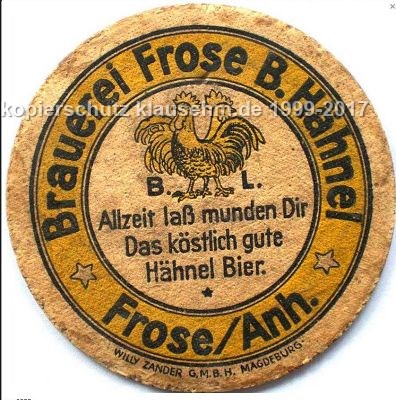 Brauerei Frose B. Hähnel
kopierschutz klausehm.de 1999-2017
B. L.
Allzeit laß munden Dir
Das köstlich gute
Hähnel Bier.
Frose/Anh.
WILLY ZANDER G.M.B.H. MAGDEBURG